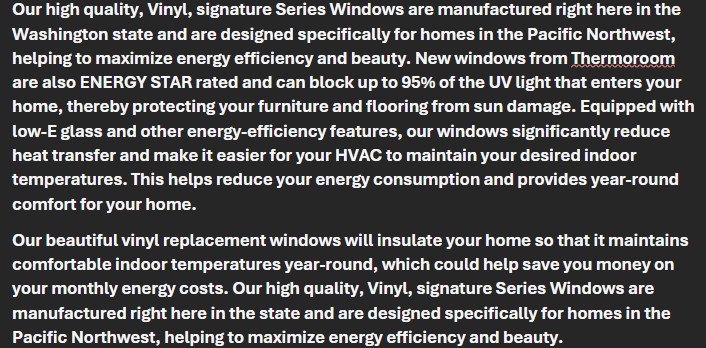 Our high quality, Vinyl, signature Series Windows are manufactured right here in the
Washington state and are designed specifically for homes in the Pacific Northwest,
helping to maximize energy efficiency and beauty. New windows from Thermoroom
are also ENERGY STAR rated and can block up to 95% of the UV light that enters your
home, thereby protecting your furniture and flooring from sun damage. Equipped with
low-E glass and other energy-efficiency features, our windows significantly reduce
heat transfer and make it easier for your HVAC to maintain your desired indoor
temperatures. This helps reduce your energy consumption and provides year-round
comfort for your home.
Our beautiful vinyl replacement windows will insulate your home so that it maintains
comfortable indoor temperatures year-round, which could help save you money on
your monthly energy costs. Our high quality, Vinyl, signature Series Windows are
manufactured right here in the state and are designed specifically for homes in the
Pacific Northwest, helping to maximize energy efficiency and beauty.